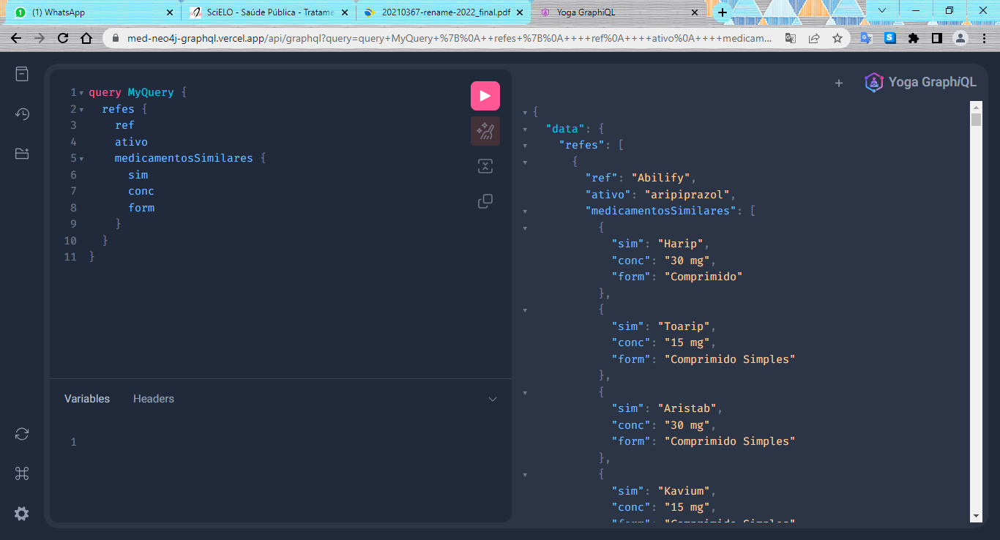 (1) WhatsApp
SciELO - Saúde Pública - Tratame
20210367-rename-2022_final.pdf
Yoga GraphiQL
med-neo4j-graphql.vercel.app/api/graphql?query=query+MyQuery+%7B%0A++refes+%7B%0A++++ref%0A++++ativo%0A++++medicam...
1 query MyQuery {
2 refes {
3 ref
4 ativo
5 medicamentosSimilares {
6 sim
7 conc
8 form
9 }
10 }
11 }
Variables Headers
1
+ Yoga GraphiQL
{
"data": {
"refes": [
{
"ref": "Abilify",
"ativo": "aripiprazol",
"medicamentosSimilares": [
{
"sim": "Harip",
"conc": "30 mg",
"form": "Comprimido"
},
{
"sim": "Toarip",
"conc": "15 mg",
"form": "Comprimido Simples"
},
{
"sim": "Aristab",
"conc": "30 mg",
"form": "Comprimido Simples"
},
{
"sim": "Kavium",
"conc": "15 mg",
"form": "Comprimido Simples"